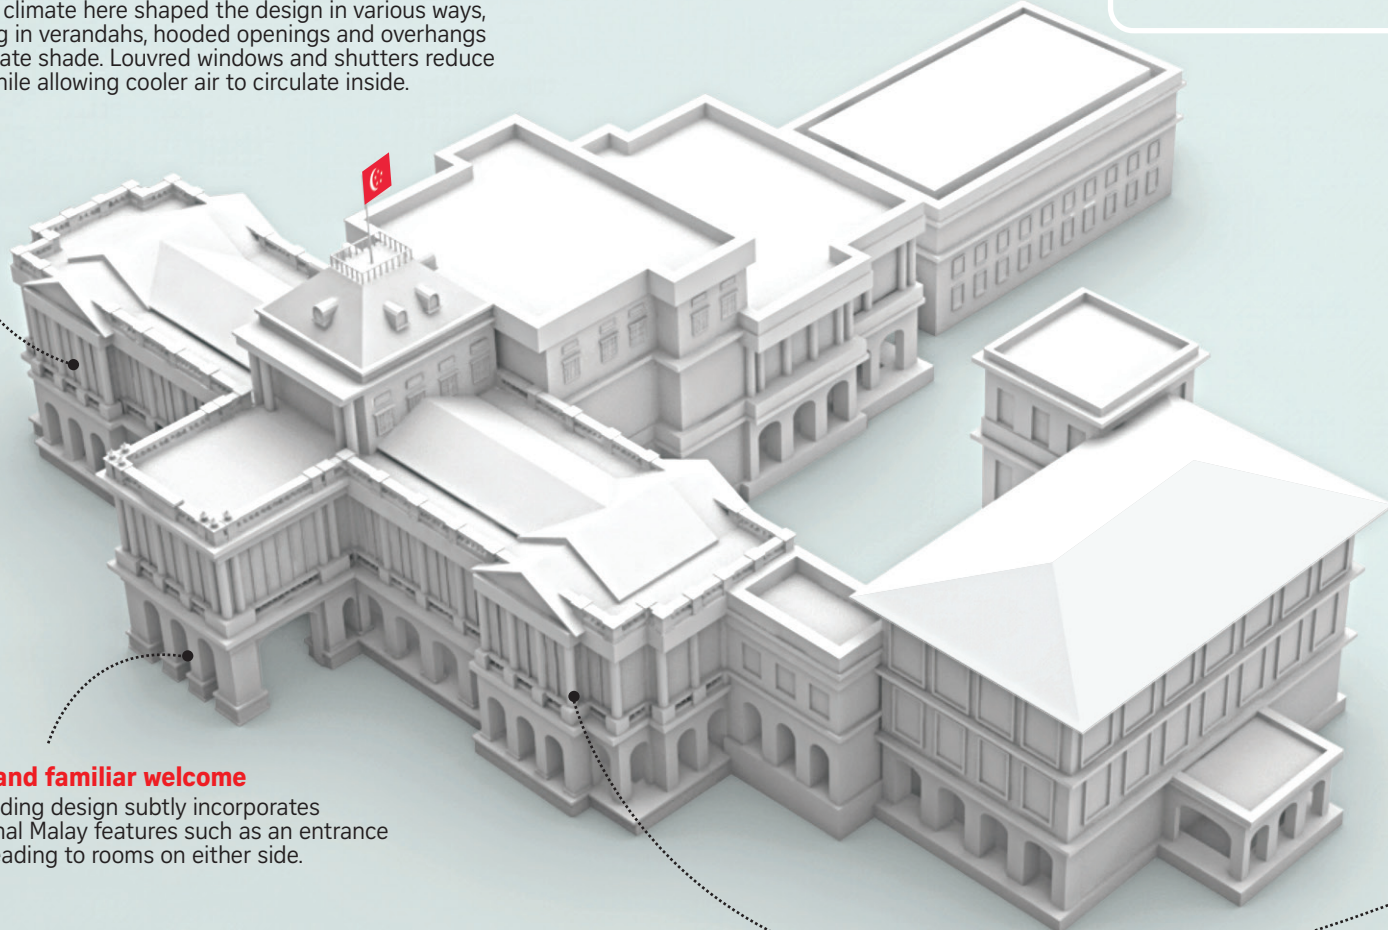 climate here shaped the design in various ways,
g in verandahs, hooded openings and overhangs
ate shade. Louvred windows and shutters reduce
hile allowing cooler air to circulate inside.
and familiar welcome
ding design subtly incorporates
nal Malay features such as an entrance
eading to rooms on either side.